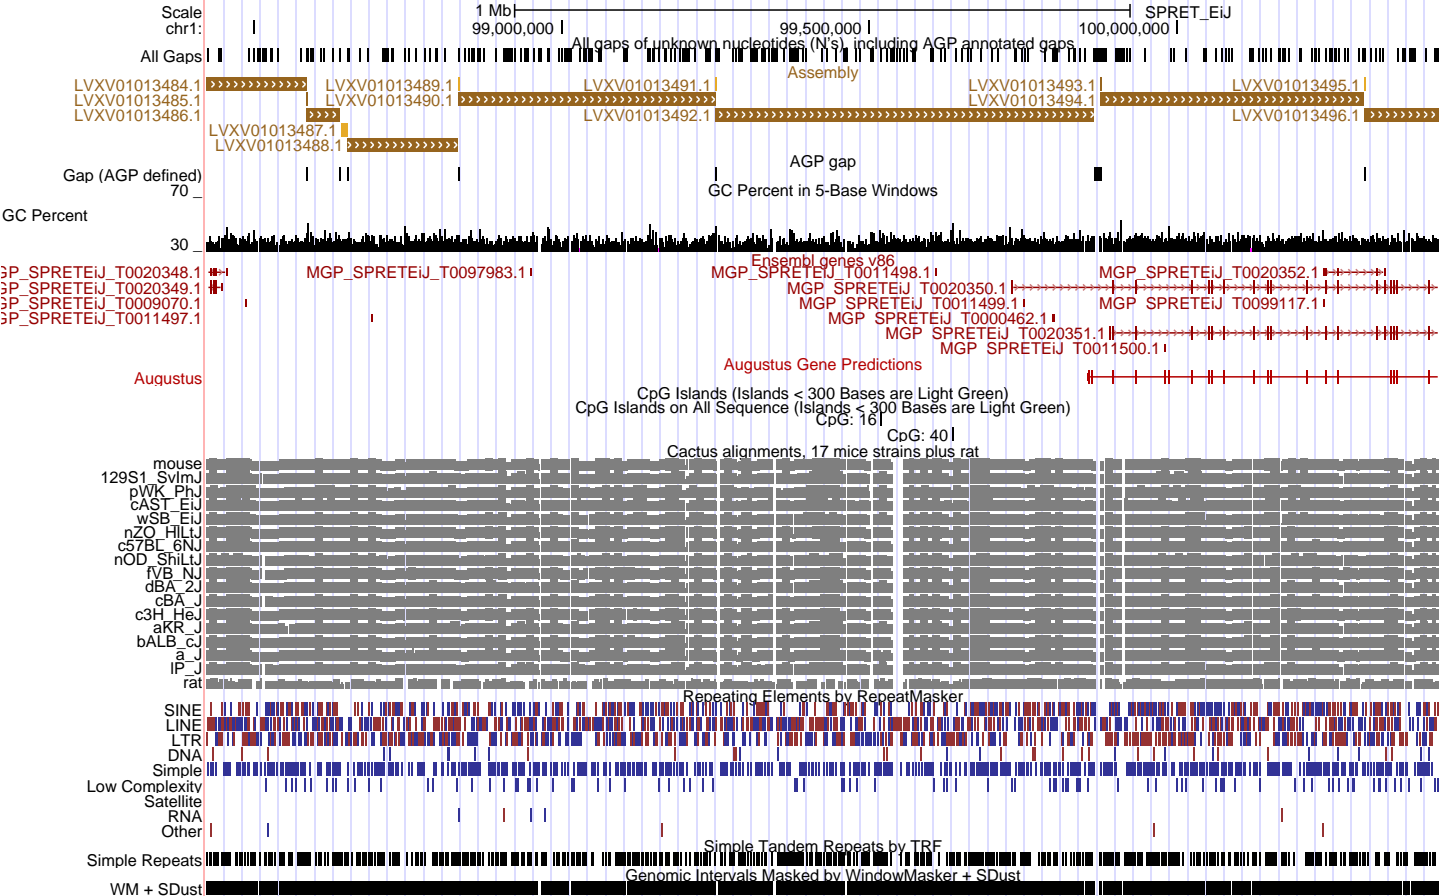 Scale 1 Mb SPRET_EiJ
chr1: 99,000,000 99,500,000 100,000,000
All gaps of unknown nucleotides (N's), including AGP annotated gaps
All Gaps
Assembly
LVXV01013484.1 LVXV01013489.1 LVXV01013491.1 LVXV01013493.1 LVXV01013495.1
LVXV01013485.1 LVXV01013490.1 LVXV01013494.1
LVXV01013486.1 LVXV01013492.1 LVXV01013496.1
LVXV01013487.1
LVXV01013488.1
AGP gap
Gap (AGP defined)
GC Percent in 5-Base Windows
70 _
GC Percent
30 _
Ensembl genes v86
GP_SPRETEiJ_T0020348.1 MGP_SPRETEiJ_T0097983.1 MGP_SPRETEiJ_T0011498.1 MGP_SPRETEiJ_T0020352.1
GP_SPRETEiJ_T0020349.1 MGP_SPRETEiJ_T0020350.1
GP_SPRETEiJ_T0009070.1 MGP_SPRETEiJ_T0011499.1 MGP_SPRETEiJ_T0099117.1
GP_SPRETEiJ_T0011497.1 MGP_SPRETEiJ_T0000462.1
MGP_SPRETEiJ_T0020351.1
MGP_SPRETEiJ_T0011500.1
Augustus Gene Predictions
Augustus
CpG Islands (Islands < 300 Bases are Light Green)
CpG Islands on All Sequence (Islands < 300 Bases are Light Green)
CpG: 16
CpG: 40
Cactus alignments, 17 mice strains plus rat
mouse
129S1_SvImJ
pWK_PhJ
cAST_EiJ
wSB_EiJ
nZO_HlLtJ
c57BL_6NJ
nOD_ShiLtJ
fVB_NJ
dBA_2J
cBA_J
c3H_HeJ
aKR_J
bALB_cJ
a_J
lP_J
rat
Repeating Elements by RepeatMasker
SINE
LINE
LTR
DNA
Simple
Low Complexity
Satellite
RNA
Other
Simple Tandem Repeats by TRF
Simple Repeats
Genomic Intervals Masked by WindowMasker + SDust
WM + SDust